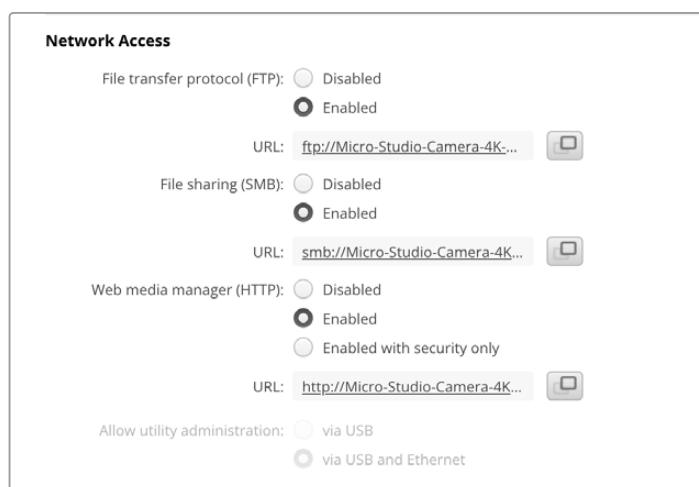 Network Access
File transfer protocol (FTP): Disabled
Enabled
URL: ftp://Micro-Studio-Camera-4K-...
File sharing (SMB): Disabled
Enabled
URL: smb://Micro-Studio-Camera-4K...
Web media manager (HTTP): Disabled
Enabled
Enabled with security only
URL: http://Micro-Studio-Camera-4K...
Allow utility administration: via USB
via USB and Ethernet